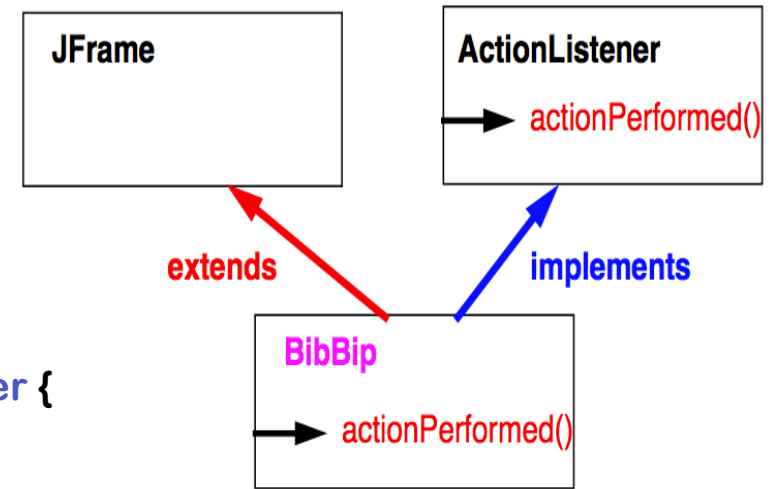 JFrame
ActionListener
actionPerformed()
extends
implements
BibBip
er {
actionPerformed()